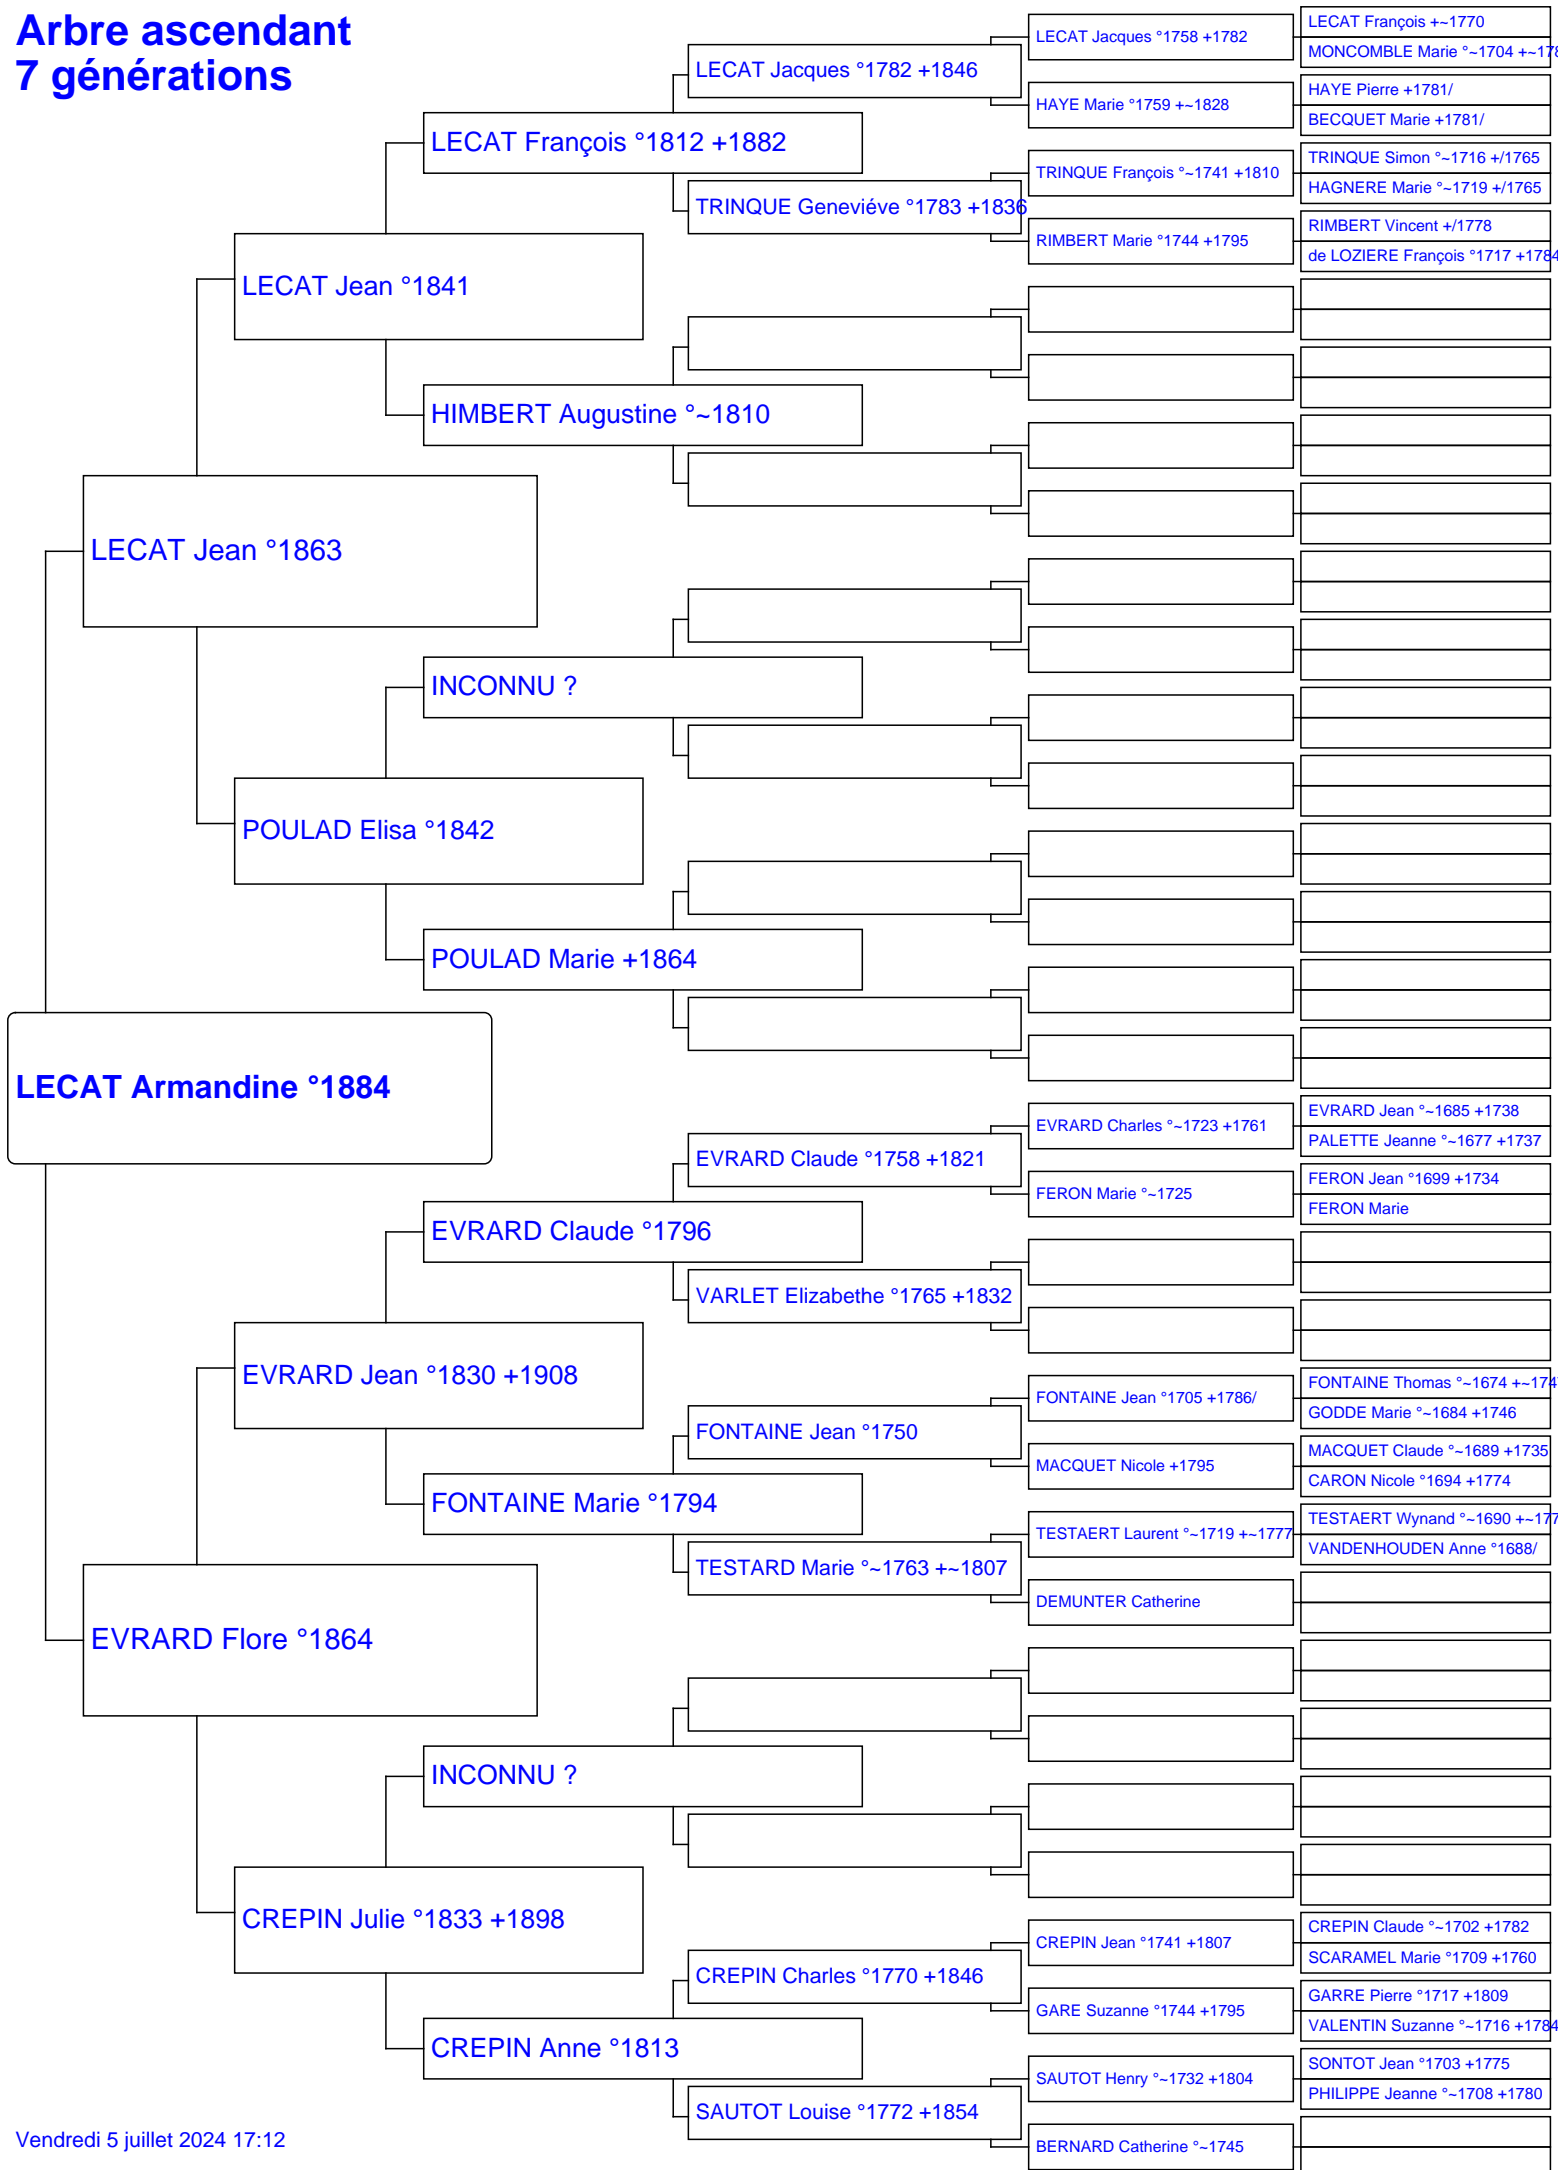 Arbre ascendant
7 générations
LECAT Armandine °1884
LECAT Jean °1863
EVRARD Flore °1864
LECAT Jean °1841
POULAD Elisa °1842
EVRARD Jean °1830 +1908
CREPIN Julie °1833 +1898
LECAT François °1812 +1882
HIMBERT Augustine °~1810
INCONNU ?
POULAD Marie +1864
EVRARD Claude °1796
FONTAINE Marie °1794
INCONNU ?
CREPIN Anne °1813
LECAT Jacques °1782 +1846
TRINQUE Geneviéve °1783 +1836
EVRARD Claude °1758 +1821
VARLET Elizabethe °1765 +1832
FONTAINE Jean °1750
TESTARD Marie °~1763 +~1807
CREPIN Charles °1770 +1846
SAUTOT Louise °1772 +1854
LECAT Jacques °1758 +1782
HAYE Marie °1759 +~1828
TRINQUE François °~1741 +1810
RIMBERT Marie °1744 +1795
EVRARD Charles °~1723 +1761
FERON Marie °~1725
FONTAINE Jean °1705 +1786/
MACQUET Nicole +1795
TESTAERT Laurent °~1719 +~1777
DEMUNTER Catherine
CREPIN Jean °1741 +1807
GARE Suzanne °1744 +1795
SAUTOT Henry °~1732 +1804
BERNARD Catherine °~1745
LECAT François +~1770
MONCOMBLE Marie °~1704 +~178
HAYE Pierre +1781/
BECQUET Marie +1781/
TRINQUE Simon °~1716 +/1765
HAGNERE Marie °~1719 +/1765
RIMBERT Vincent +/1778
de LOZIERE François °1717 +1784
EVRARD Jean °~1685 +1738
PALETTE Jeanne °~1677 +1737
FERON Jean °1699 +1734
FERON Marie
FONTAINE Thomas °~1674 +~174
GODDE Marie °~1684 +1746
MACQUET Claude °~1689 +1735
CARON Nicole °1694 +1774
TESTAERT Wynand °~1690 +~177
VANDENHOUDEN Anne °1688/
CREPIN Claude °~1702 +1782
SCARAMEL Marie °1709 +1760
GARRE Pierre °1717 +1809
VALENTIN Suzanne °~1716 +1784
SONTOT Jean °1703 +1775
PHILIPPE Jeanne °~1708 +1780
Vendredi 5 juillet 2024 17:12